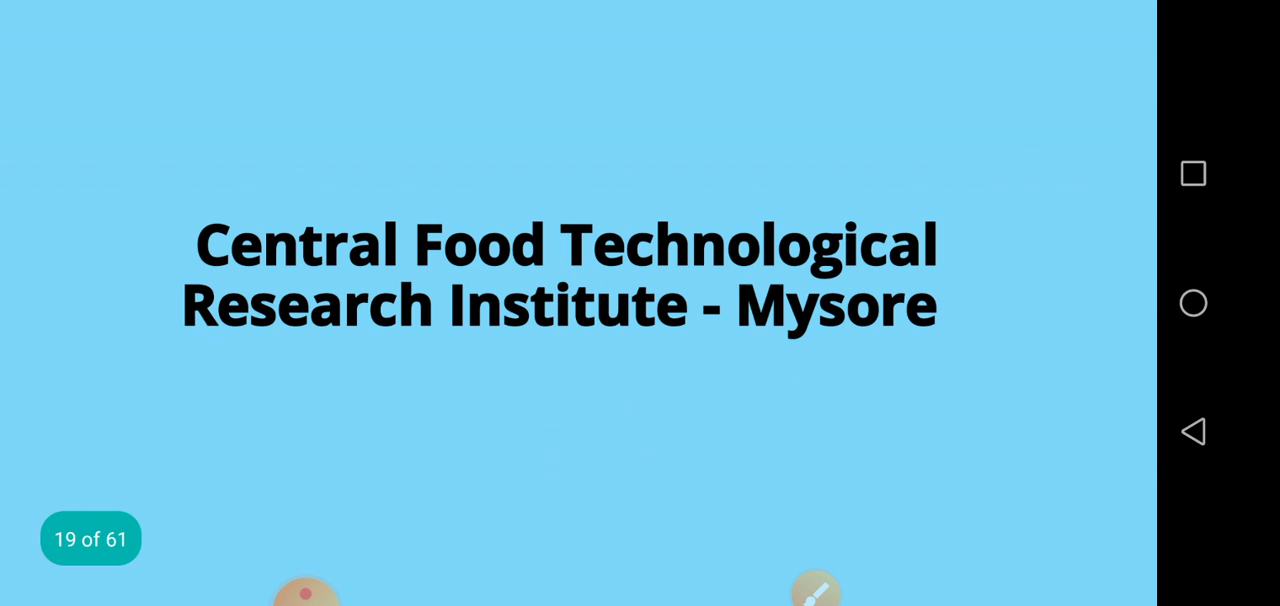 Central Food Technological
Research Institute - Mysore
19 of 61